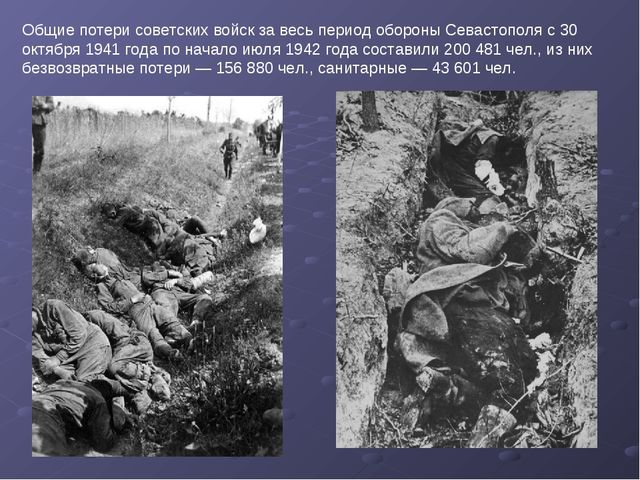 Общие потери советских войск за весь период обороны Севастополя с 30
октября 1941 года по начало июля 1942 года составили 200 481 чел., из них
безвозвратные потери — 156 880 чел., санитарные — 43 601 чел.